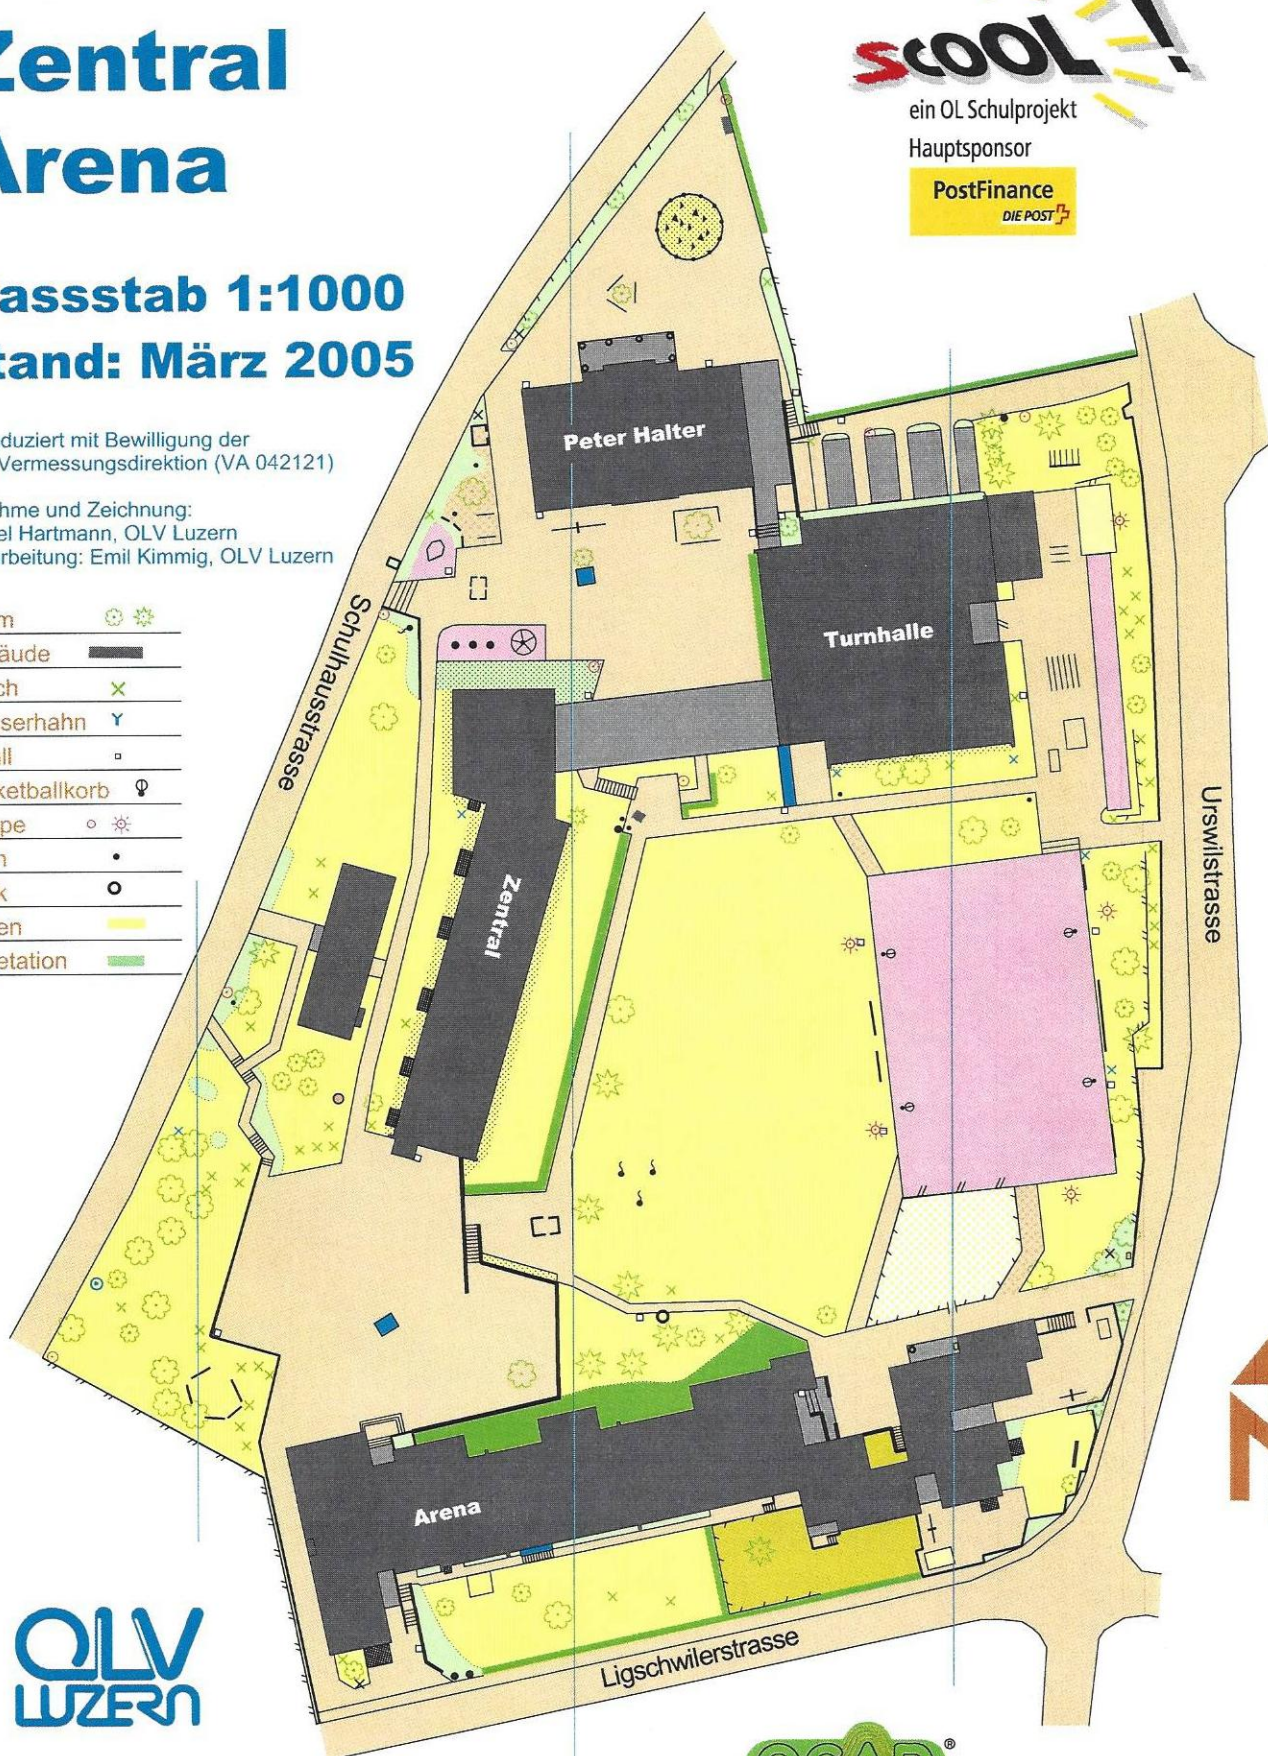 Zentral
Arena
assstab 1:1000
tand: März 2005
duziert mit Bewilligung der
Vermessungsdirektion (VA 042121)
hme und Zeichnung:
el Hartmann, OLV Luzern
rbeitung: Emil Kimmig, OLV Luzern
m
äude
ch
serhahn
ll
ketballkorb
pe
n
k
en
etation
scOOL!
ein OL Schulprojekt
Hauptsponsor
PostFinance
DIE POST
Peter Halter
Turnhalle
Schulhausstrasse
Zentral
Urswilstrasse
Arena
Ligschwilerstrasse
OLV
LUZERN
OCAD®